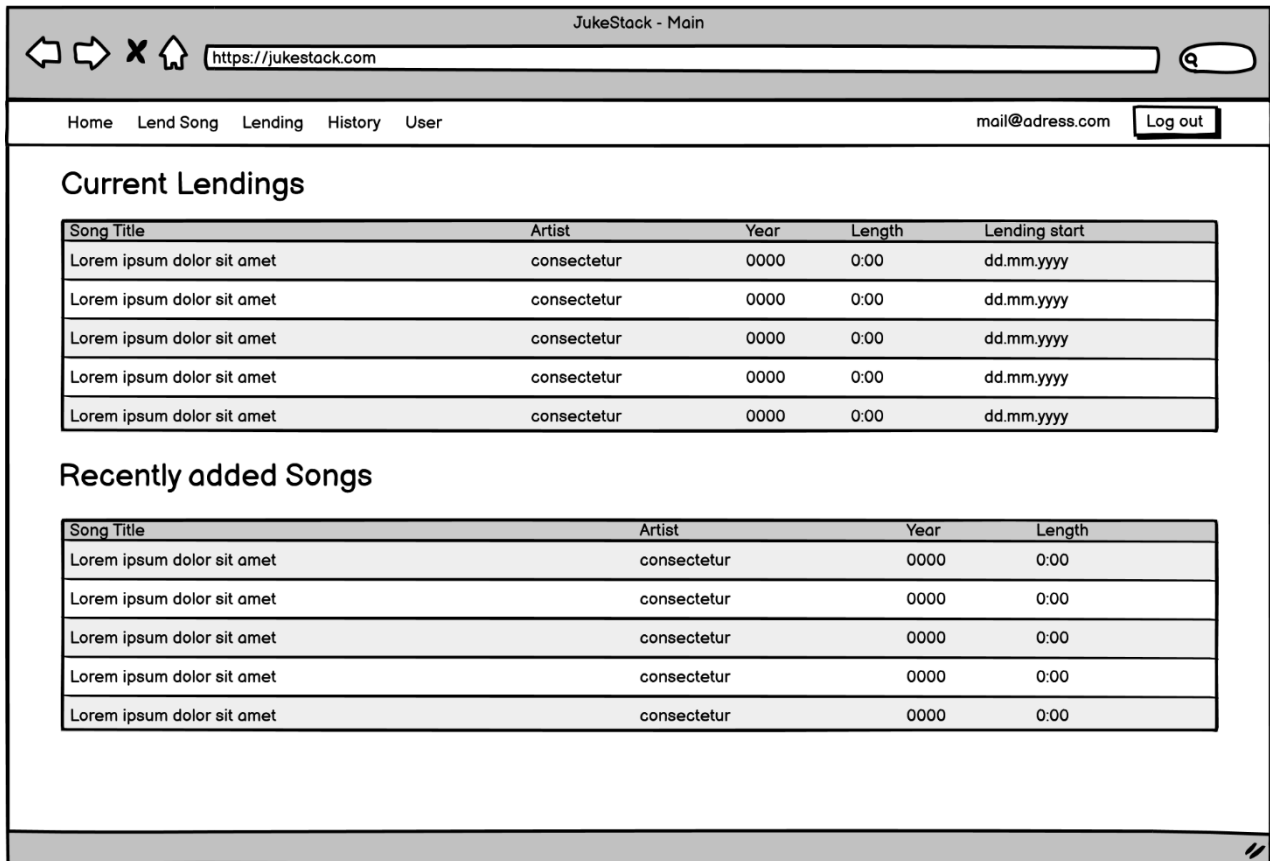 JukeStack - Main
https://jukestack.com
Home Lend Song Lending History User mail@adress.com Log out
Current Lendings
Song Title Artist Year Length Lending start
Lorem ipsum dolor sit amet consectetur 0000 0:00 dd.mm.yyyy
Lorem ipsum dolor sit amet consectetur 0000 0:00 dd.mm.yyyy
Lorem ipsum dolor sit amet consectetur 0000 0:00 dd.mm.yyyy
Lorem ipsum dolor sit amet consectetur 0000 0:00 dd.mm.yyyy
Lorem ipsum dolor sit amet consectetur 0000 0:00 dd.mm.yyyy
Recently added Songs
Song Title Artist Year Length
Lorem ipsum dolor sit amet consectetur 0000 0:00
Lorem ipsum dolor sit amet consectetur 0000 0:00
Lorem ipsum dolor sit amet consectetur 0000 0:00
Lorem ipsum dolor sit amet consectetur 0000 0:00
Lorem ipsum dolor sit amet consectetur 0000 0:00